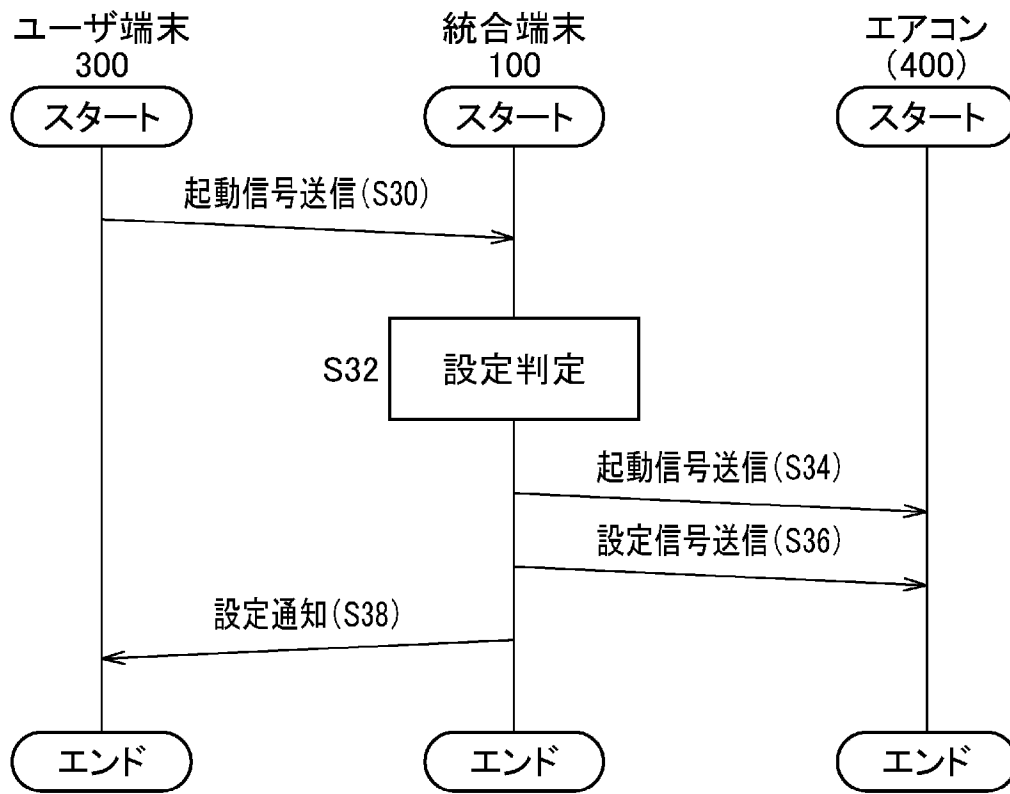 ユーザ端末
300
統合端末
100
エアコン
(400)
スタート
スタート
スタート
起動信号送信(S30)
S32
設定判定
起動信号送信(S34)
設定信号送信(S36)
設定通知(S38)
エンド
エンド
エンド